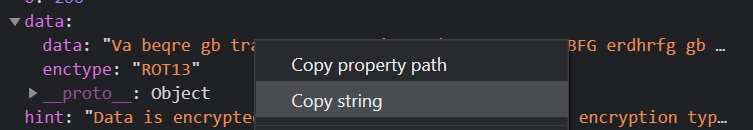 data:
data: "Va beqre gb BFG erdhrfg gb …
enctype: "ROT13"
Copy property path
__proto__: Object
Copy string
hint: "Data is encrypted encryption typ…